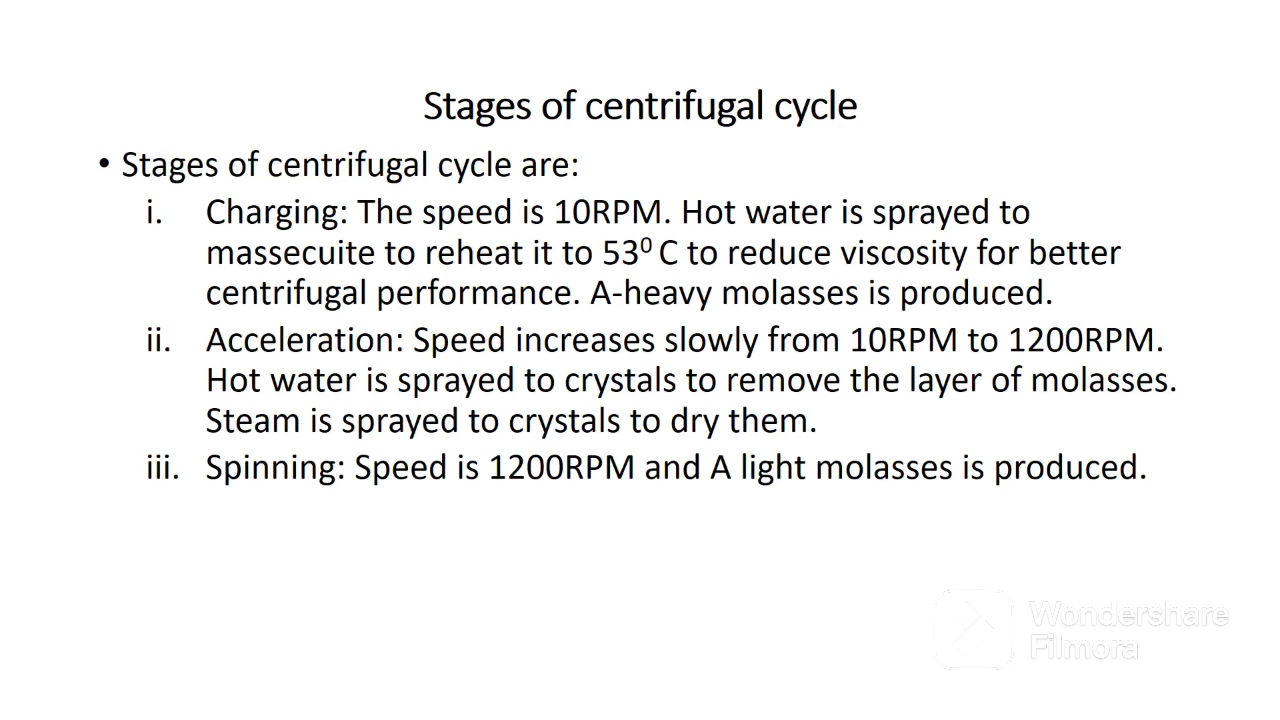 Stages of centrifugal cycle
• Stages of centrifugal cycle are:
i. Charging: The speed is 10RPM. Hot water is sprayed to
massecuite to reheat it to 53⁰ C to reduce viscosity for better
centrifugal performance. A-heavy molasses is produced.
ii. Acceleration: Speed increases slowly from 10RPM to 1200RPM.
Hot water is sprayed to crystals to remove the layer of molasses.
Steam is sprayed to crystals to dry them.
iii. Spinning: Speed is 1200RPM and A light molasses is produced.
Wondershare
Filmora